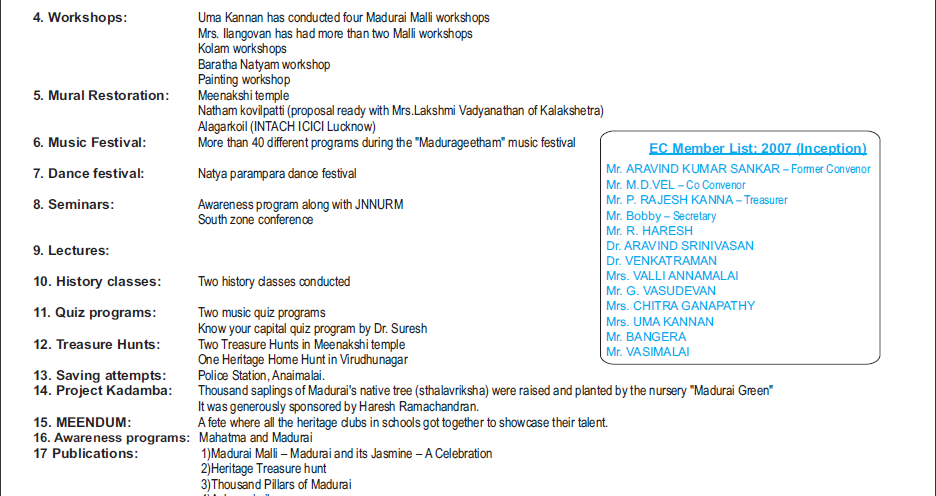 4. Workshops: Uma Kannan has conducted four Madurai Malli workshops
Mrs. Ilangovan has had more than two Malli workshops
Kolam workshops
Baratha Natyam workshop
Painting workshop
5. Mural Restoration: Meenakshi temple
Natham kovilpatti (proposal ready with Mrs.Lakshmi Vadyanathan of Kalakshetra)
Alagarkoil (INTACH ICICI Lucknow)
6. Music Festival: More than 40 different programs during the "Madurageetham" music festival
7. Dance festival: Natya parampara dance festival
8. Seminars: Awareness program along with JNNURM
South zone conference
9. Lectures:
10. History classes: Two history classes conducted
11. Quiz programs: Two music quiz programs
Know your capital quiz program by Dr. Suresh
12. Treasure Hunts: Two Treasure Hunts in Meenakshi temple
One Heritage Home Hunt in Virudhunagar
13. Saving attempts: Police Station, Anaimalai.
14. Project Kadamba: Thousand saplings of Madurai's native tree (sthalavriksha) were raised and planted by the nursery "Madurai Green"
It was generously sponsored by Haresh Ramachandran.
15. MEENDUM: A fete where all the heritage clubs in schools got together to showcase their talent.
16. Awareness programs: Mahatma and Madurai
17 Publications: 1)Madurai Malli – Madurai and its Jasmine – A Celebration
2)Heritage Treasure hunt
3)Thousand Pillars of Madurai
EC Member List: 2007 (Inception)
Mr. ARAVIND KUMAR SANKAR – Former Convenor
Mr. M.D.VEL – Co Convenor
Mr. P. RAJESH KANNA – Treasurer
Mr. Bobby – Secretary
Mr. R. HARESH
Dr. ARAVIND SRINIVASAN
Dr. VENKATRAMAN
Mrs. VALLI ANNAMALAI
Mr. G. VASUDEVAN
Mrs. CHITRA GANAPATHY
Mrs. UMA KANNAN
Mr. BANGERA
Mr. VASIMALAI